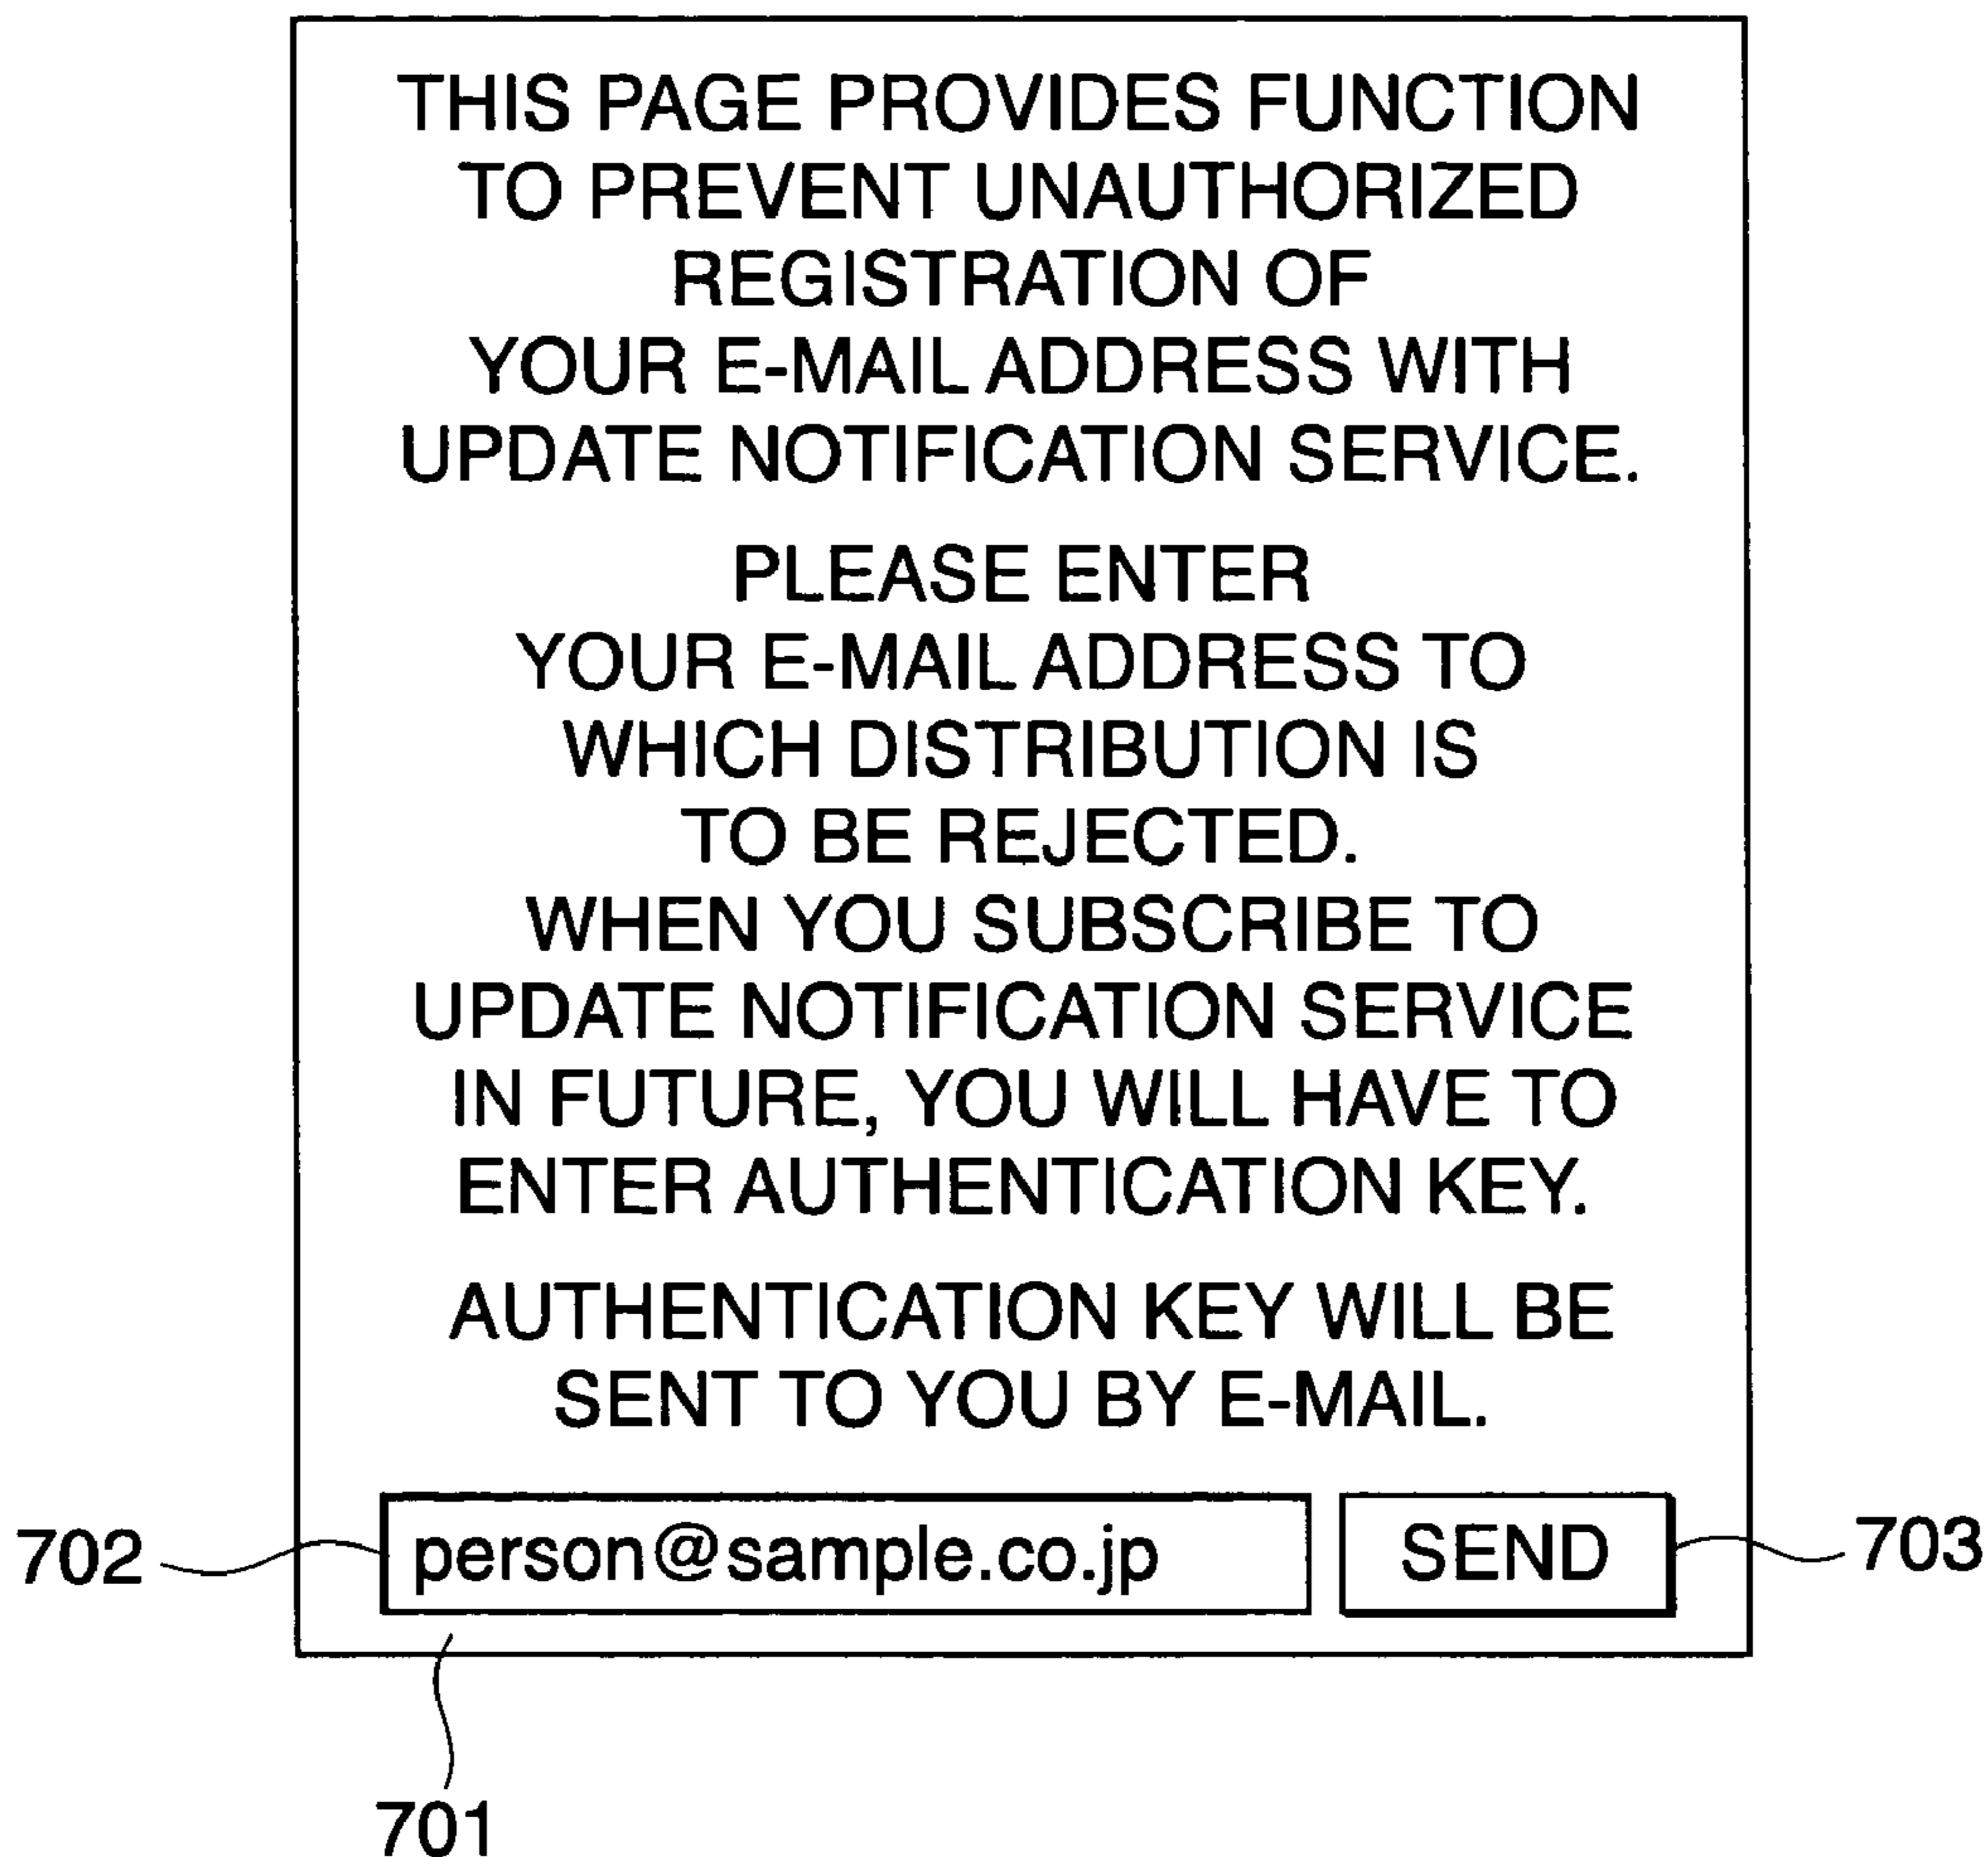 THIS PAGE PROVIDES FUNCTION
TO PREVENT UNAUTHORIZED
REGISTRATION OF
YOUR E-MAIL ADDRESS WITH
UPDATE NOTIFICATION SERVICE.
PLEASE ENTER
YOUR E-MAIL ADDRESS TO
WHICH DISTRIBUTION IS
TO BE REJECTED.
WHEN YOU SUBSCRIBE TO
UPDATE NOTIFICATION SERVICE
IN FUTURE, YOU WILL HAVE TO
ENTER AUTHENTICATION KEY.
AUTHENTICATION KEY WILL BE
SENT TO YOU BY E-MAIL.
702 person@sample.co.jp SEND 703
701